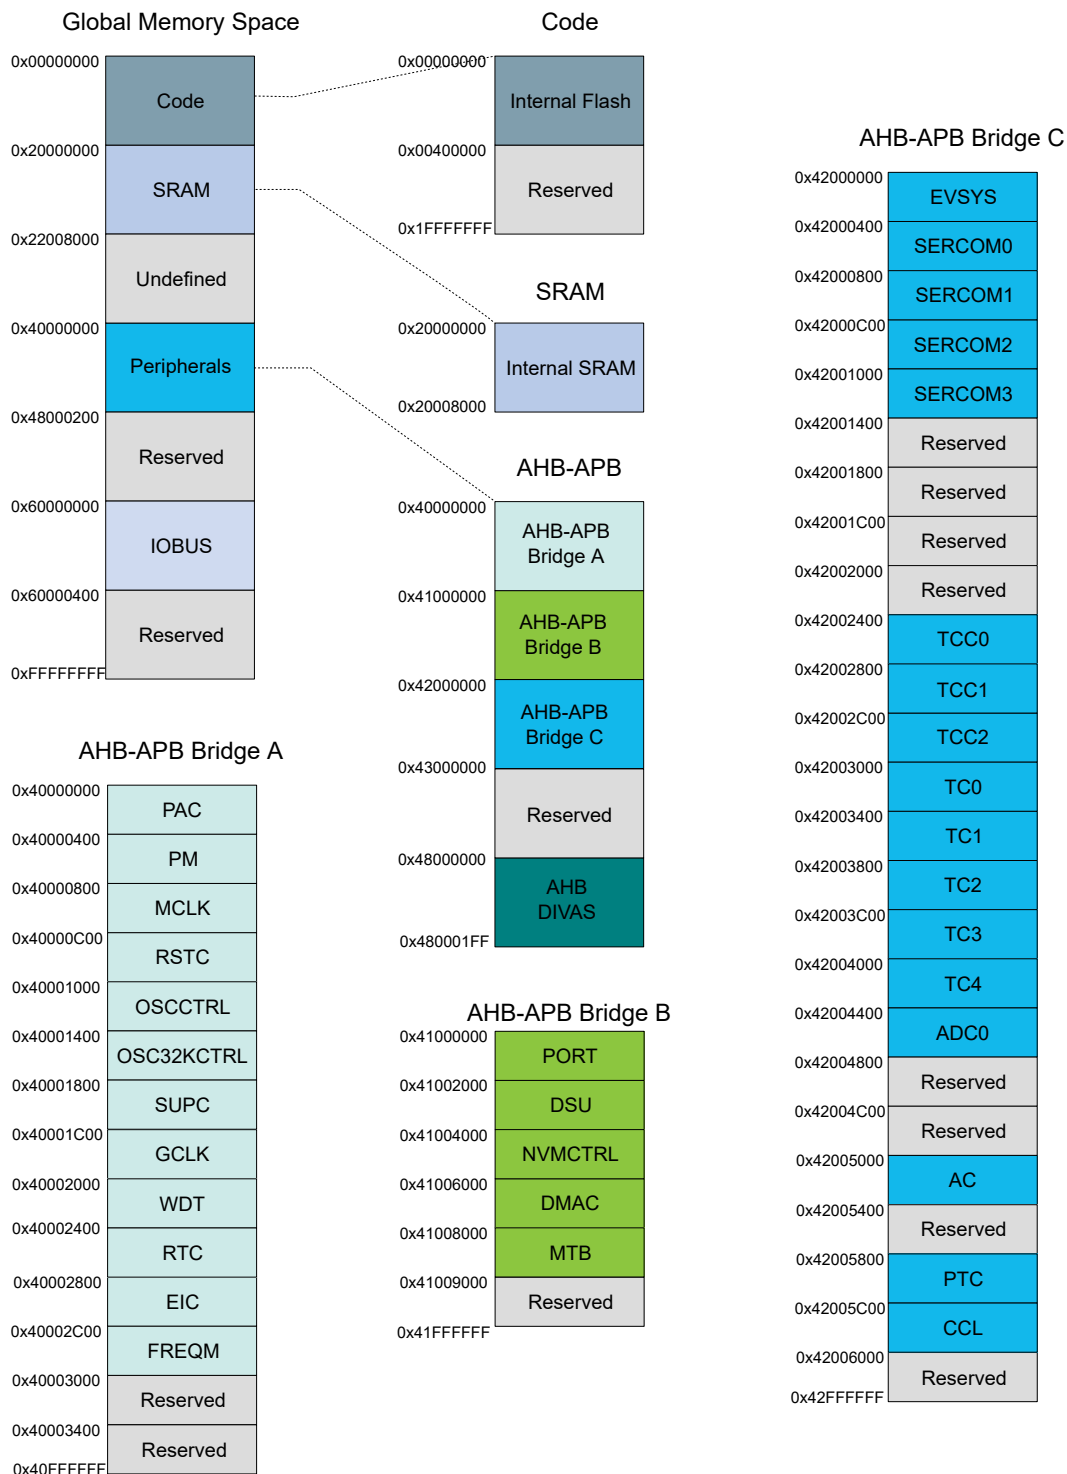 Global Memory Space
0x00000000
Code
0x20000000
SRAM
0x22008000
Undefined
0x40000000
Peripherals
0x48000200
Reserved
0x60000000
IOBUS
0x60000400
Reserved
0xFFFFFFFF
Code
0x00000000
Internal Flash
0x00400000
Reserved
0x1FFFFFFF
SRAM
0x20000000
Internal SRAM
0x20008000
AHB-APB
0x40000000
AHB-APB
Bridge A
0x41000000
AHB-APB
Bridge B
0x42000000
AHB-APB
Bridge C
0x43000000
Reserved
0x48000000
AHB
DIVAS
0x480001FF
AHB-APB Bridge A
0x40000000
PAC
0x40000400
PM
0x40000800
MCLK
0x40000C00
RSTC
0x40001000
OSCCTRL
0x40001400
OSC32KCTRL
0x40001800
SUPC
0x40001C00
GCLK
0x40002000
WDT
0x40002400
RTC
0x40002800
EIC
0x40002C00
FREQM
0x40003000
Reserved
0x40003400
Reserved
0x40FFFFFF
AHB-APB Bridge B
0x41000000
PORT
0x41002000
DSU
0x41004000
NVMCTRL
0x41006000
DMAC
0x41008000
MTB
0x41009000
Reserved
0x41FFFFFF
AHB-APB Bridge C
0x42000000
EVSYS
0x42000400
SERCOM0
0x42000800
SERCOM1
0x42000C00
SERCOM2
0x42001000
SERCOM3
0x42001400
Reserved
0x42001800
Reserved
0x42001C00
Reserved
0x42002000
Reserved
0x42002400
TCC0
0x42002800
TCC1
0x42002C00
TCC2
0x42003000
TC0
0x42003400
TC1
0x42003800
TC2
0x42003C00
TC3
0x42004000
TC4
0x42004400
ADC0
0x42004800
Reserved
0x42004C00
Reserved
0x42005000
AC
0x42005400
Reserved
0x42005800
PTC
0x42005C00
CCL
0x42006000
Reserved
0x42FFFFFF